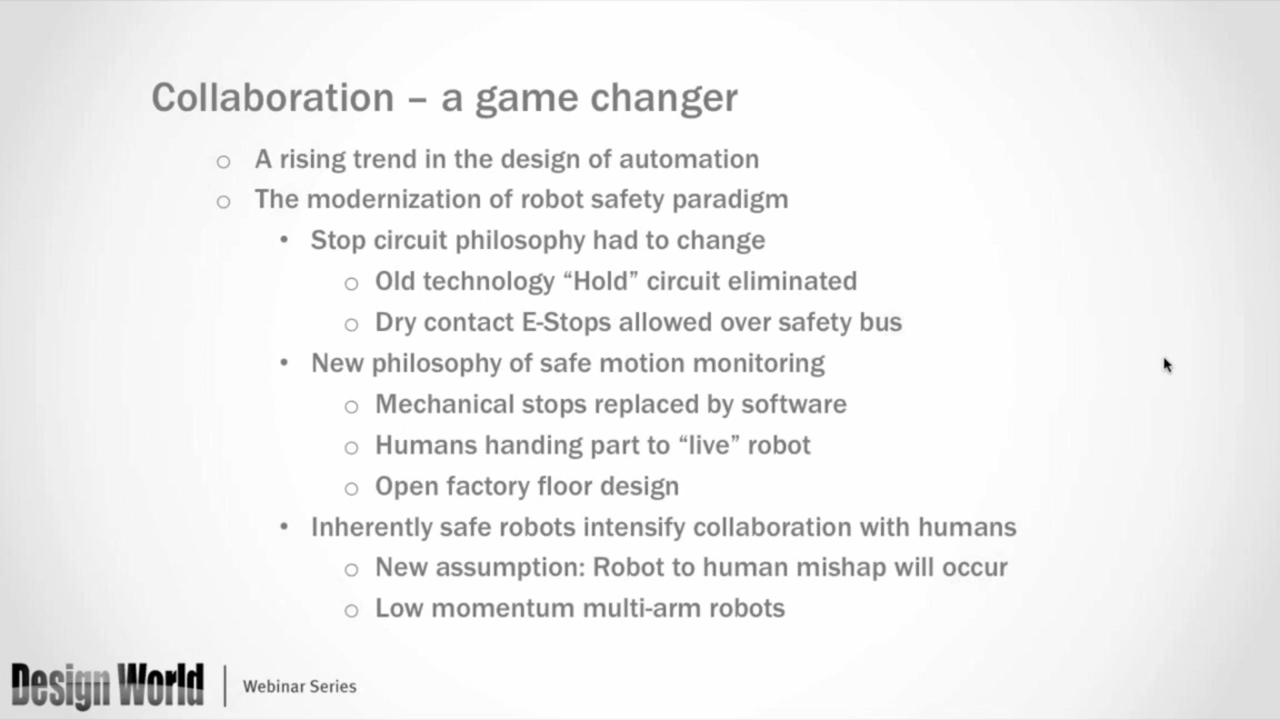 Collaboration – a game changer
○ A rising trend in the design of automation
○ The modernization of robot safety paradigm
• Stop circuit philosophy had to change
○ Old technology “Hold” circuit eliminated
○ Dry contact E-Stops allowed over safety bus
• New philosophy of safe motion monitoring
○ Mechanical stops replaced by software
○ Humans handing part to “live” robot
○ Open factory floor design
• Inherently safe robots intensify collaboration with humans
○ New assumption: Robot to human mishap will occur
○ Low momentum multi-arm robots
Design World | Webinar Series